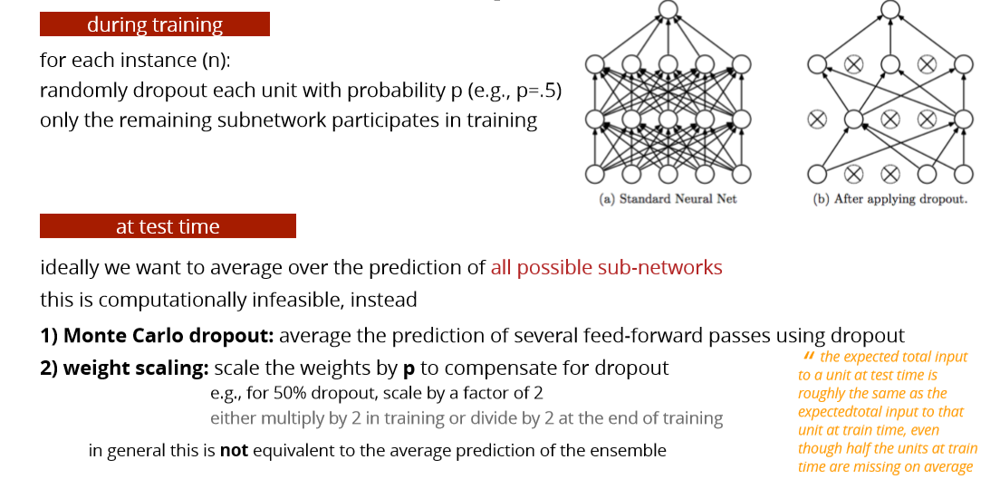 during training
for each instance (n):
randomly dropout each unit with probability p (e.g., p=.5)
only the remaining subnetwork participates in training
(a) Standard Neural Net
(b) After applying dropout.
at test time
ideally we want to average over the prediction of all possible sub-networks
this is computationally infeasible, instead
1) Monte Carlo dropout: average the prediction of several feed-forward passes using dropout
2) weight scaling: scale the weights by p to compensate for dropout
e.g., for 50% dropout, scale by a factor of 2
either multiply by 2 in training or divide by 2 at the end of training
in general this is not equivalent to the average prediction of the ensemble
“ the expected total input
to a unit at test time is
roughly the same as the
expectedtotal input to that
unit at train time, even
though half the units at train
time are missing on average